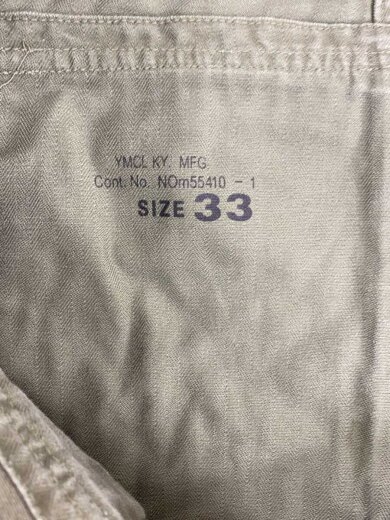 YMCL KY. MFG
Cont. No. NOm55410 - 1
SIZE 33